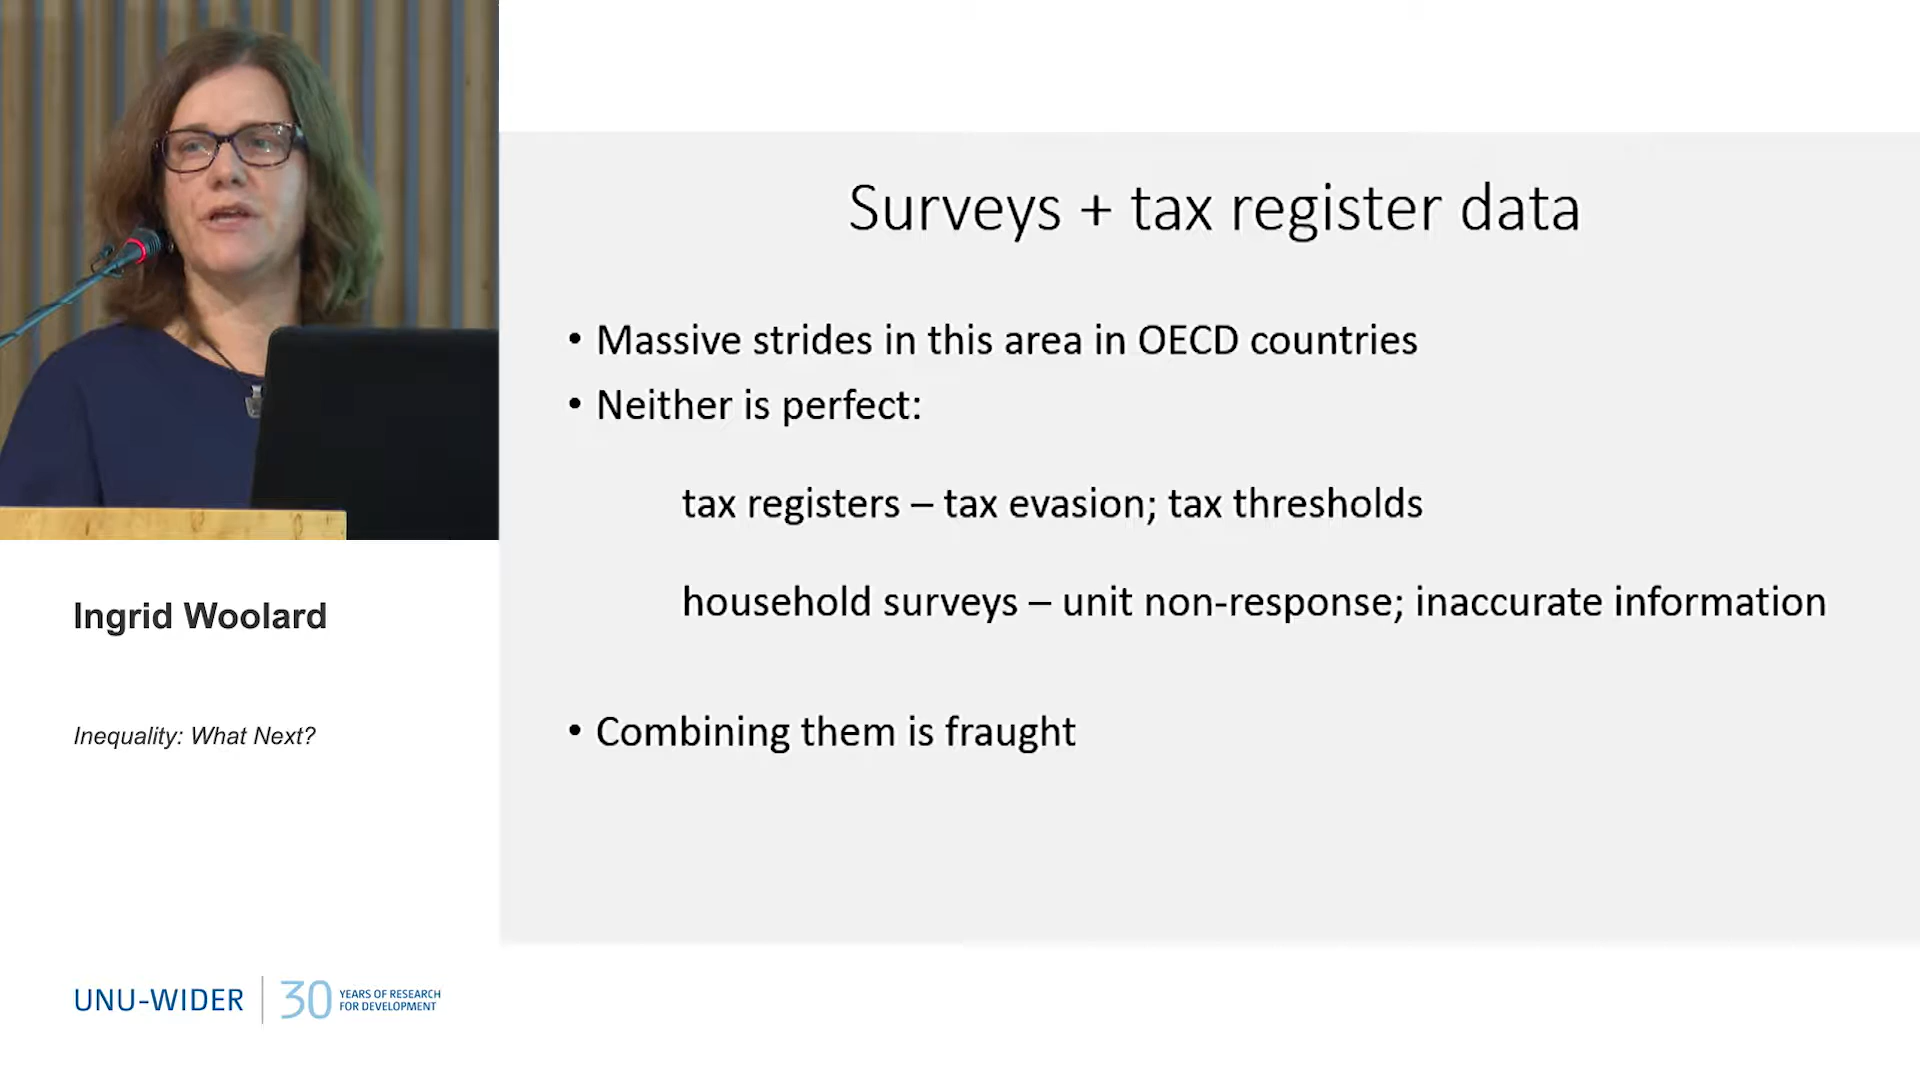 Surveys + tax register data
• Massive strides in this area in OECD countries
• Neither is perfect:
tax registers – tax evasion; tax thresholds
household surveys – unit non-response; inaccurate information
• Combining them is fraught
Ingrid Woolard
Inequality: What Next?
UNU-WIDER
30 YEARS OF RESEARCH
FOR DEVELOPMENT